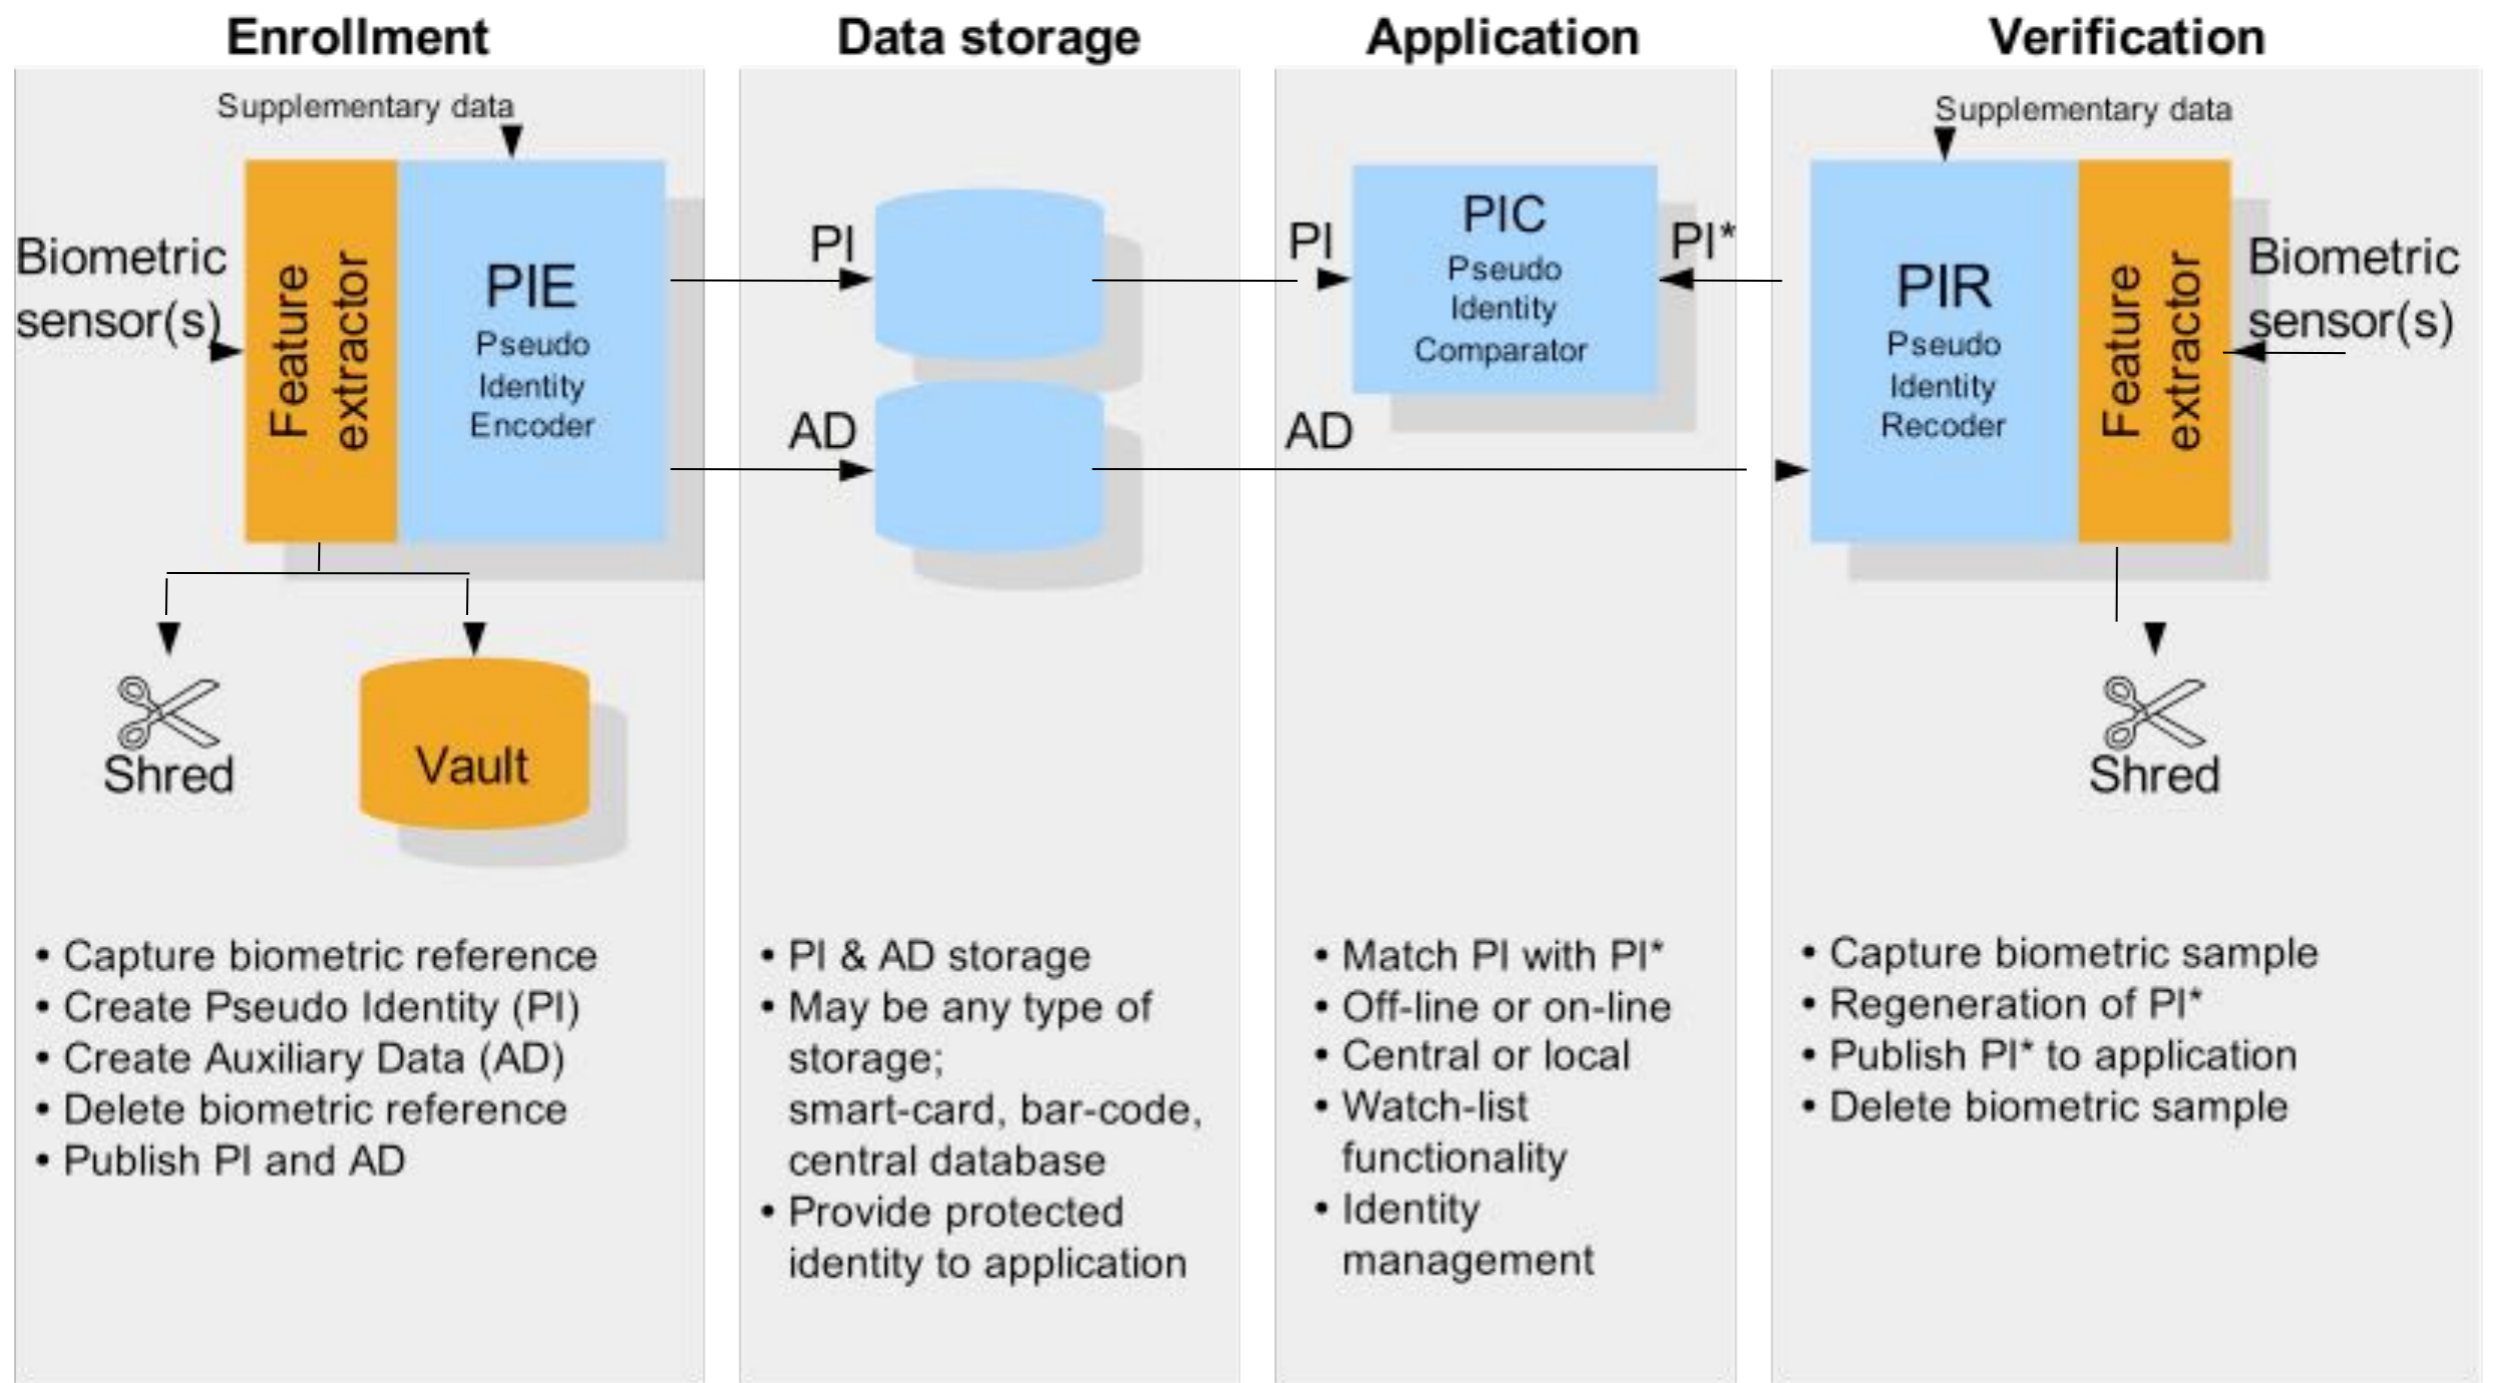 Enrollment
Supplementary data
Biometric
sensor(s)
Feature
extractor
PIE
Pseudo
Identity
Encoder
Shred
Vault
• Capture biometric reference
• Create Pseudo Identity (PI)
• Create Auxiliary Data (AD)
• Delete biometric reference
• Publish PI and AD
Data storage
PI
AD
• PI & AD storage
• May be any type of
storage;
smart-card, bar-code,
central database
• Provide protected
identity to application
Application
PI
PIC
Pseudo
Identity
Comparator
PI*
AD
• Match PI with PI*
• Off-line or on-line
• Central or local
• Watch-list
functionality
• Identity
management
Verification
Supplementary data
PIR
Pseudo
Identity
Recoder
Feature
extractor
Biometric
sensor(s)
Shred
• Capture biometric sample
• Regeneration of PI*
• Publish PI* to application
• Delete biometric sample